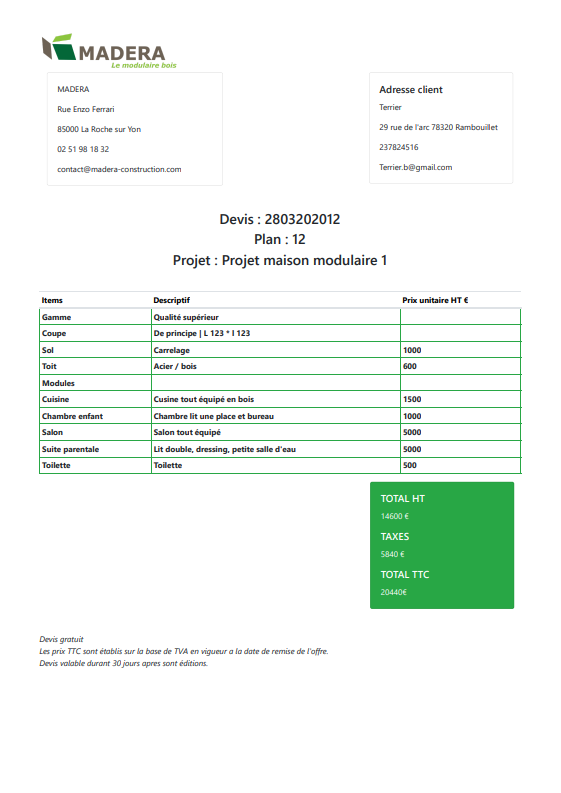 MADERA
Le modulaire bois
MADERA
Rue Enzo Ferrari
85000 La Roche sur Yon
02 51 98 18 32
contact@madera-construction.com
Adresse client
Terrier
29 rue de l'arc 78320 Rambouillet
237824516
Terrier.b@gmail.com
Devis : 2803202012
Plan : 12
Projet : Projet maison modulaire 1
Items Descriptif Prix unitaire HT €
Gamme Qualité supérieur
Coupe De principe | L 123 * l 123
Sol Carrelage 1000
Toit Acier / bois 600
Modules
Cuisine Cusine tout équipé en bois 1500
Chambre enfant Chambre lit une place et bureau 1000
Salon Salon tout équipé 5000
Suite parentale Lit double, dressing, petite salle d'eau 5000
Toilette Toilette 500
TOTAL HT
14600 €
TAXES
5840 €
TOTAL TTC
20440€
Devis gratuit
Les prix TTC sont établis sur la base de TVA en vigueur a la date de remise de l'offre.
Devis valable durant 30 jours apres sont éditions.